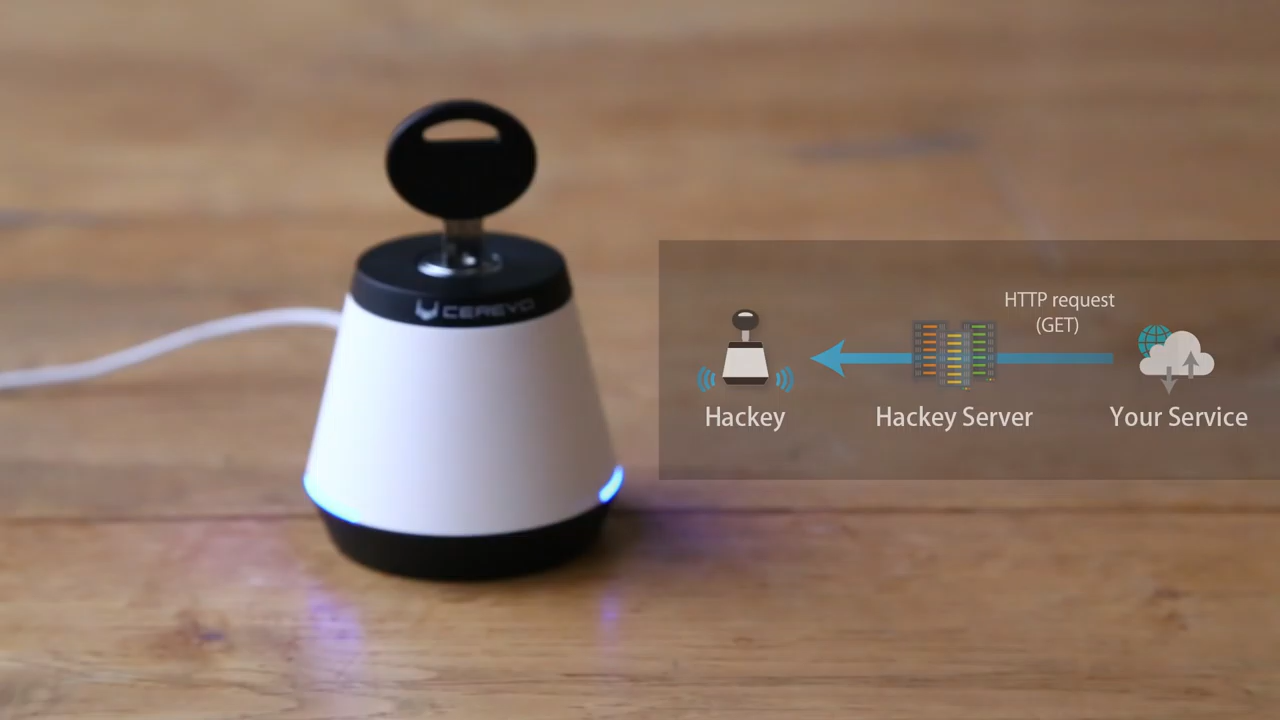 CEREVO
HTTP request
(GET)
Hackey
Hackey Server
Your Service